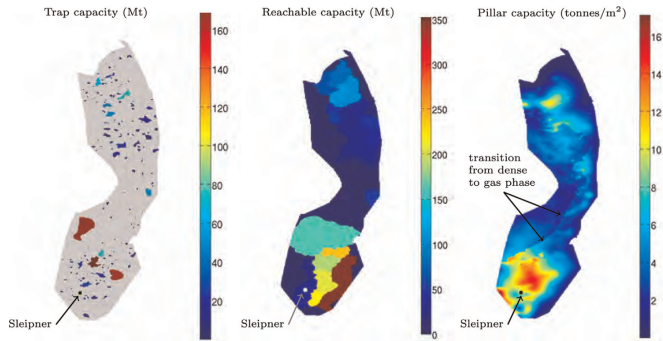 Trap capacity (Mt)
160
140
120
100
80
60
40
20
Sleipner
Reachable capacity (Mt)
350
300
250
200
150
100
50
0
Sleipner
Pillar capacity (tonnes/m²)
16
14
12
10
8
6
4
2
transition
from dense
to gas phase
Sleipner